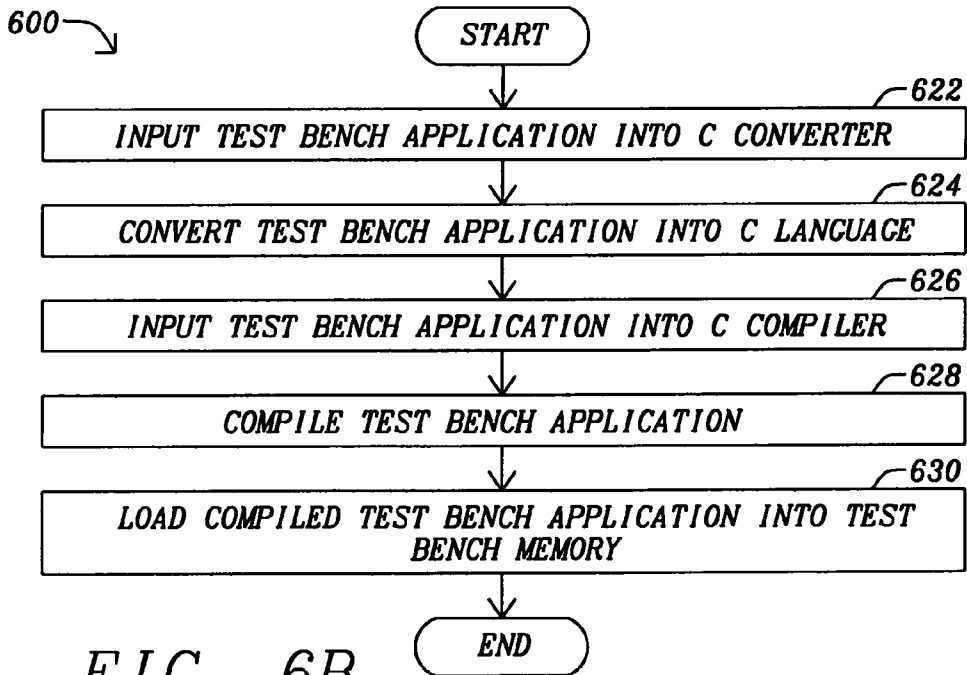 600
START
622
INPUT TEST BENCH APPLICATION INTO C CONVERTER
624
CONVERT TEST BENCH APPLICATION INTO C LANGUAGE
626
INPUT TEST BENCH APPLICATION INTO C COMPILER
628
COMPILE TEST BENCH APPLICATION
630
LOAD COMPILED TEST BENCH APPLICATION INTO TEST
BENCH MEMORY
END
FIG. 6B